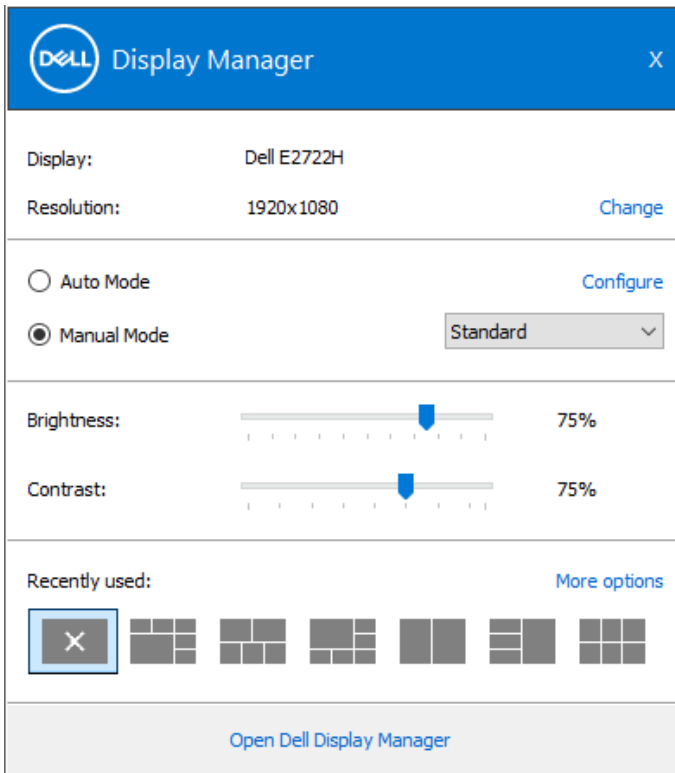 DELL Display Manager X
Display: Dell E2722H
Resolution: 1920x1080 Change
Auto Mode Configure
Manual Mode Standard
Brightness: 75%
Contrast: 75%
Recently used: More options
Open Dell Display Manager